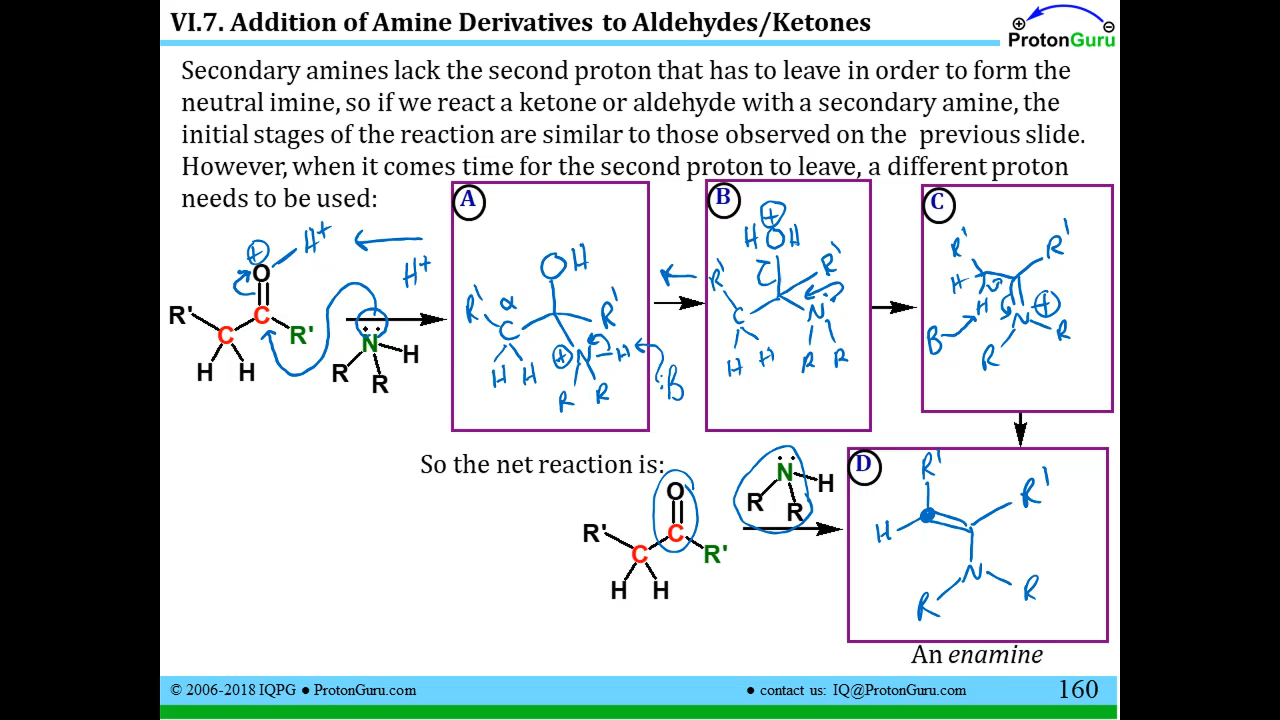 VI.7. Addition of Amine Derivatives to Aldehydes/Ketones
ProtonGuru
Secondary amines lack the second proton that has to leave in order to form the
neutral imine, so if we react a ketone or aldehyde with a secondary amine, the
initial stages of the reaction are similar to those observed on the previous slide.
However, when it comes time for the second proton to leave, a different proton
needs to be used:
⊕ H+
O
H+
R' C C R'
H H
N H
R R
A
OH
R' α
C R'
H H
⊕ N H
R R
:B
B
⊕
H O H
R' R'
C N
H H R R
C
R' R'
H
H ⊕
B N R
R
So the net reaction is:
O
R' C C R'
H H
N H
R R
D
R' R'
H
N
R R
An enamine
© 2006-2018 IQPG ● ProtonGuru.com
● contact us: IQ@ProtonGuru.com
160